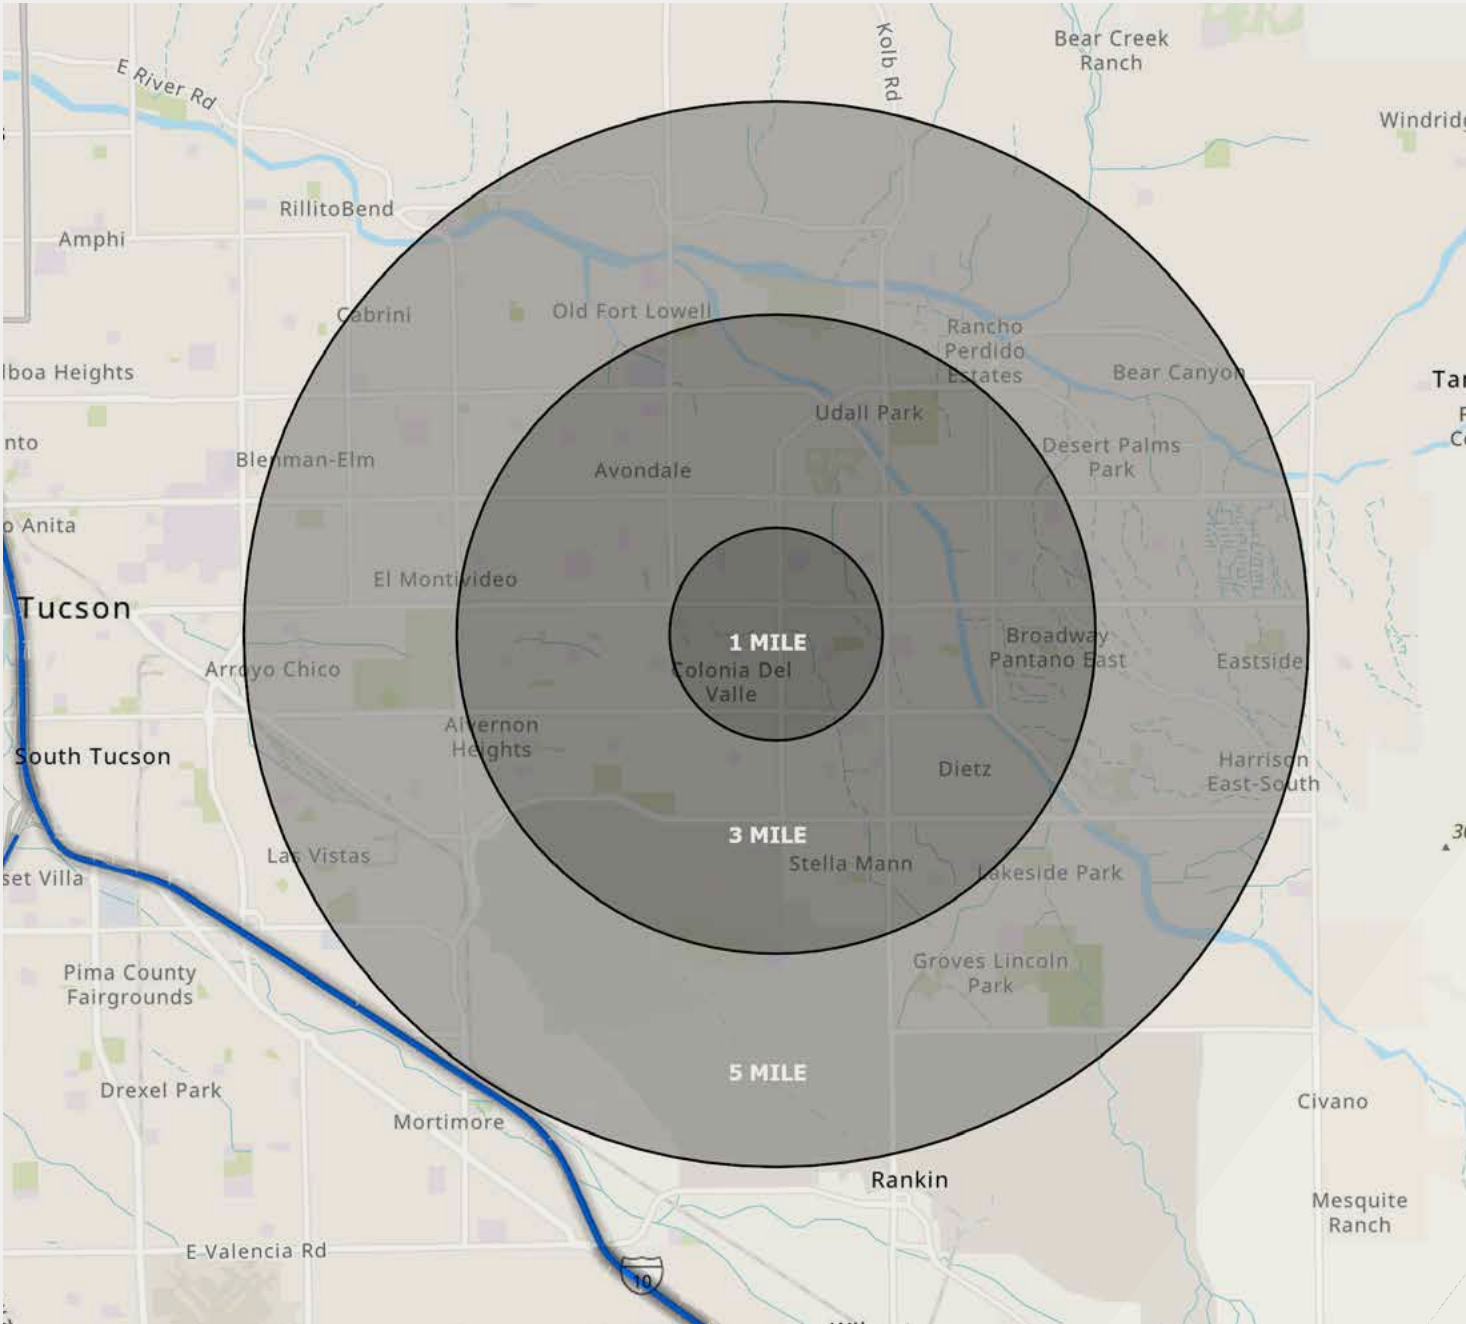 Bear Creek
Ranch
Kolb Rd
E River Rd
RillitoBend
Amphi
Cabrini
Old Fort Lowell
Rancho
Perdido
Estates
Bear Canyon
lboa Heights
Tar
Udall Park
nto
Blenman-Elm
Avondale
Desert Palms
Park
o Anita
El Montivideo
Tucson
1 MILE
Colonia Del
Valle
Broadway
Pantano East
Eastside
Arroyo Chico
Alvernon
Heights
South Tucson
Dietz
Harrison
East-South
3 MILE
Las Vistas
Stella Mann
Lakeside Park
set Villa
Pima County
Fairgrounds
Groves Lincoln
Park
5 MILE
Drexel Park
Mortimore
Civano
Rankin
Mesquite
Ranch
E Valencia Rd
10